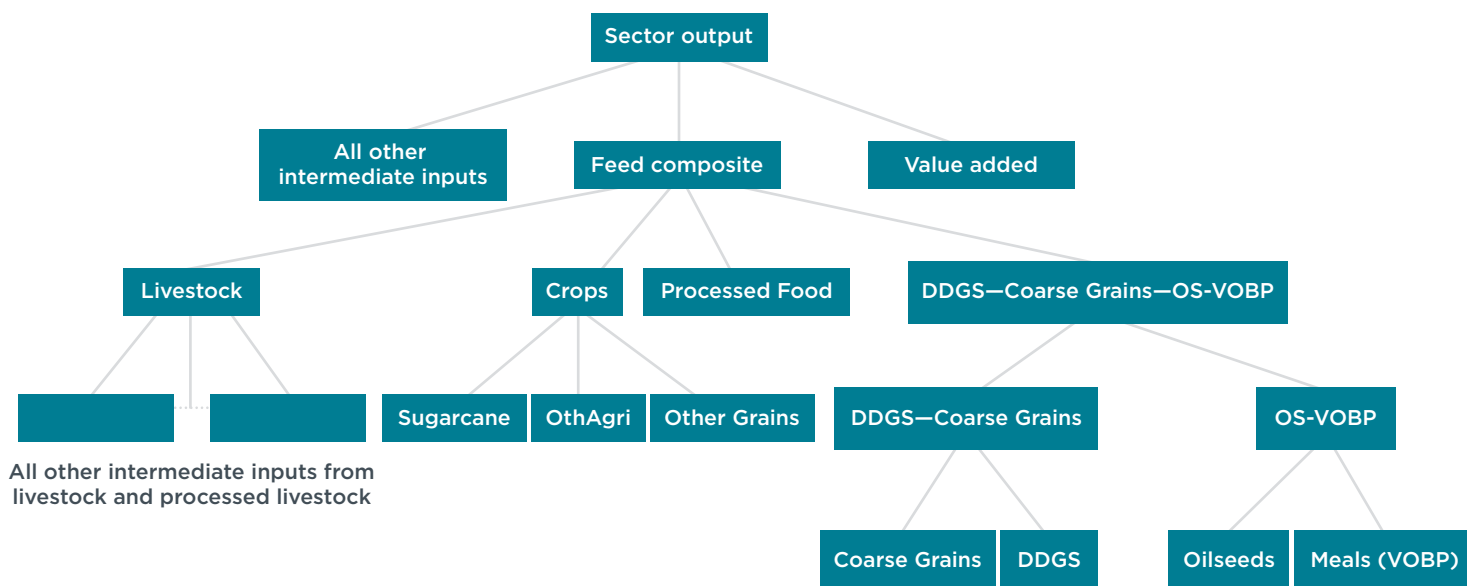 Sector output
All other
intermediate inputs
Feed composite
Value added
Livestock
Crops
Processed Food
DDGS—Coarse Grains—OS-VOBP
Sugarcane
OthAgri
Other Grains
DDGS—Coarse Grains
OS-VOBP
All other intermediate inputs from
livestock and processed livestock
Coarse Grains
DDGS
Oilseeds
Meals (VOBP)